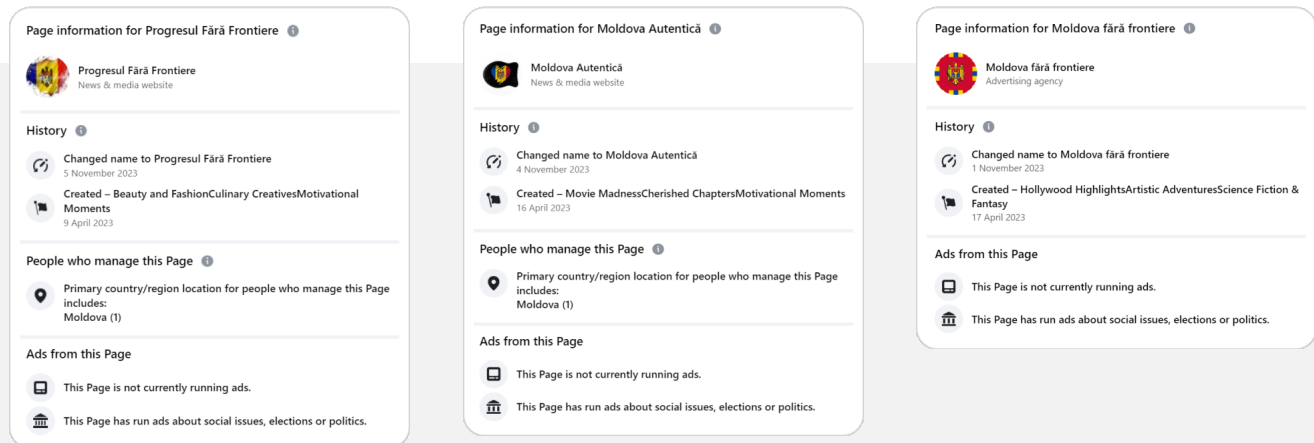 Page information for Progresul Fără Frontiere
Progresul Fără Frontiere
News & media website
History
Changed name to Progresul Fără Frontiere
5 November 2023
Created – Beauty and FashionCulinary CreativesMotivational
Moments
9 April 2023
People who manage this Page
Primary country/region location for people who manage this Page
includes:
Moldova (1)
Ads from this Page
This Page is not currently running ads.
This Page has run ads about social issues, elections or politics.
Page information for Moldova Autentică
Moldova Autentică
News & media website
History
Changed name to Moldova Autentică
4 November 2023
Created – Movie MadnessCherished ChaptersMotivational Moments
16 April 2023
People who manage this Page
Primary country/region location for people who manage this Page
includes:
Moldova (1)
Ads from this Page
This Page is not currently running ads.
This Page has run ads about social issues, elections or politics.
Page information for Moldova fără frontiere
Moldova fără frontiere
Advertising agency
History
Changed name to Moldova fără frontiere
1 November 2023
Created – Hollywood HighlightsArtistic AdventuresScience Fiction &
Fantasy
17 April 2023
Ads from this Page
This Page is not currently running ads.
This Page has run ads about social issues, elections or politics.